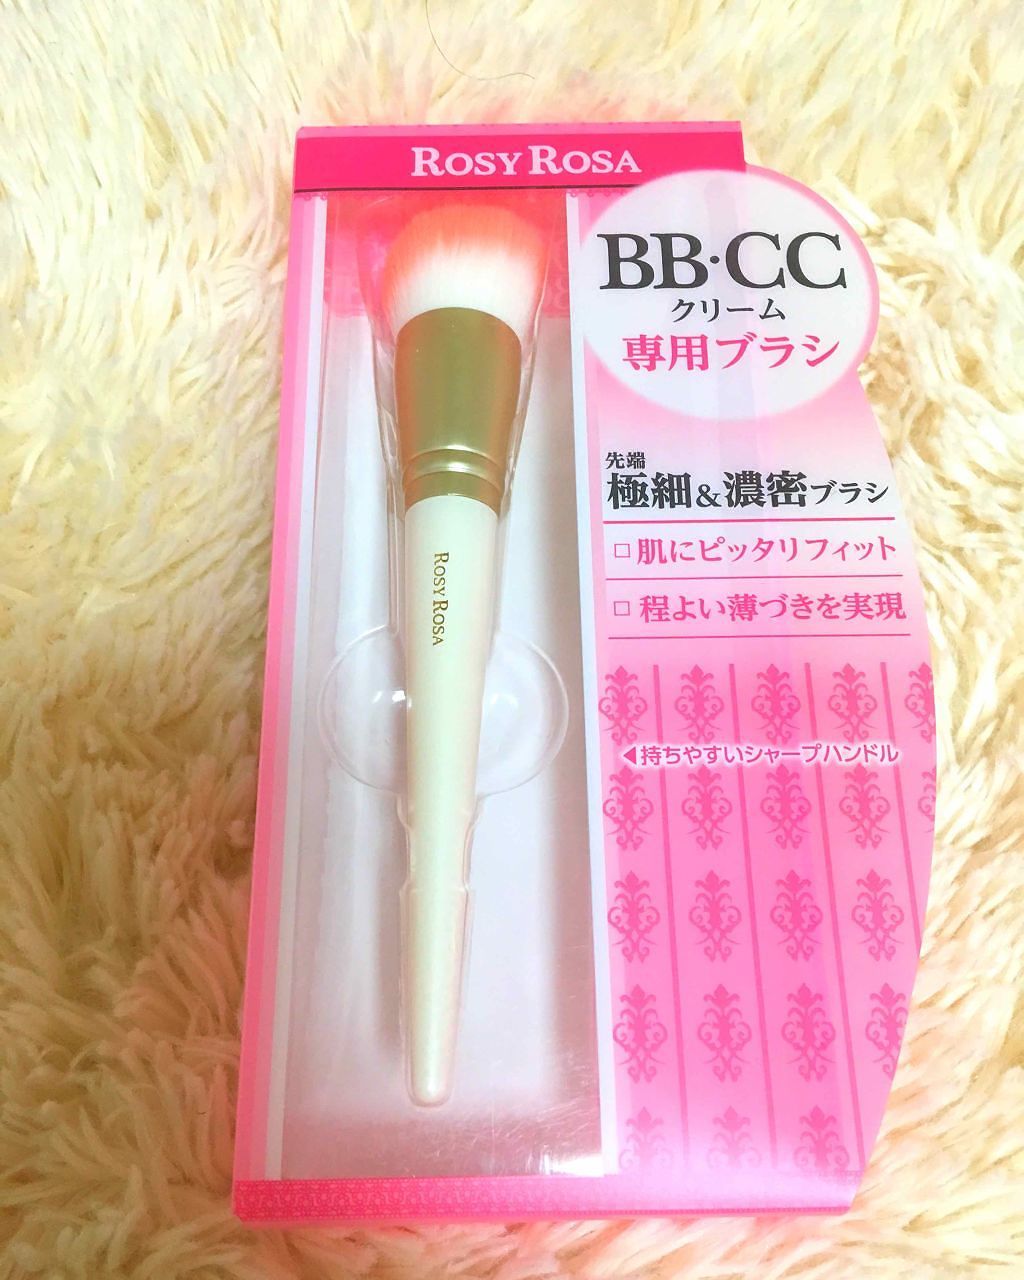 ROSY ROSA
BB·CC
クリーム
専用ブラシ
先端
極細&濃密ブラシ
□肌にピッタリフィット
□程よい薄づきを実現
◀持ちやすいシャープハンドル
ROSY ROSA